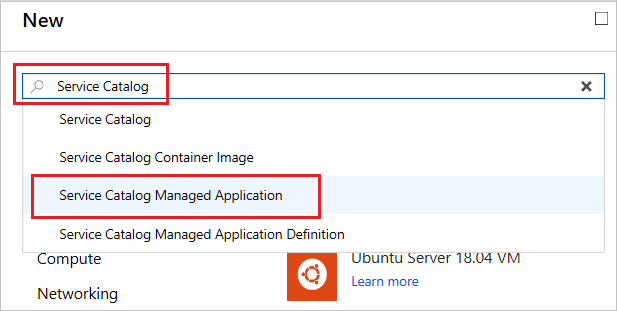 New
Service Catalog
Service Catalog
Service Catalog Container Image
Service Catalog Managed Application
Service Catalog Managed Application Definition
Compute
Ubuntu Server 18.04 VM
Learn more
Networking